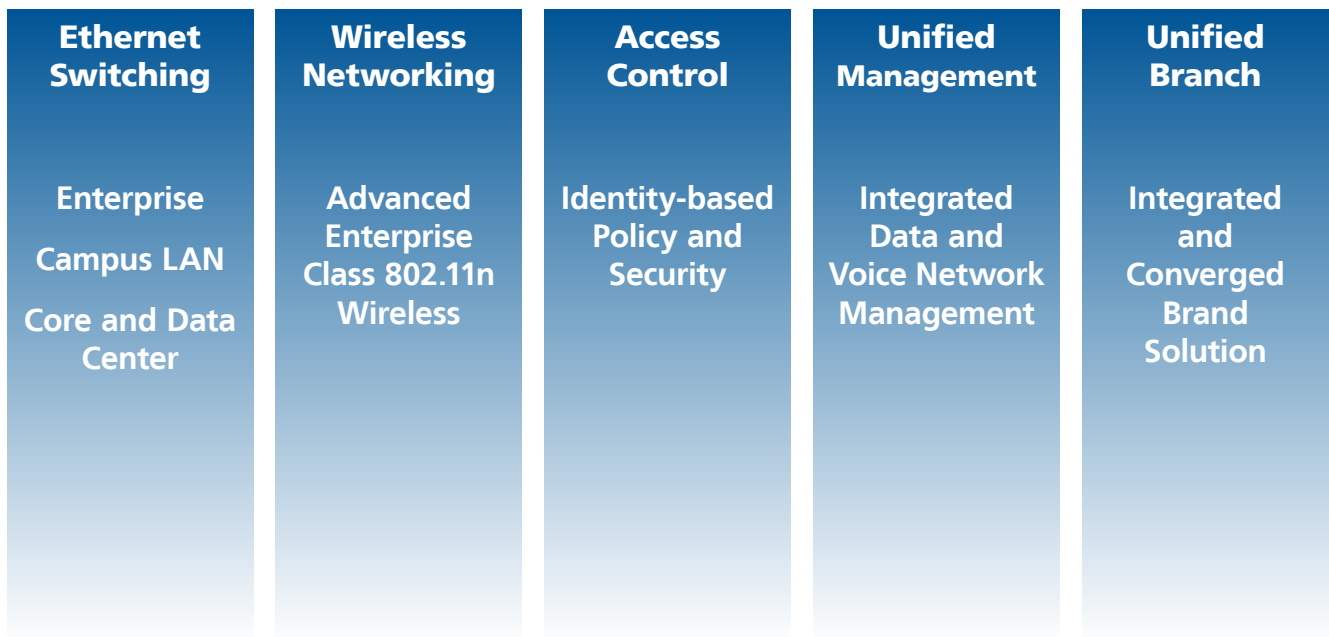 Ethernet
Switching
Enterprise
Campus LAN
Core and Data
Center
Wireless
Networking
Advanced
Enterprise
Class 802.11n
Wireless
Access
Control
Identity-based
Policy and
Security
Unified
Management
Integrated
Data and
Voice Network
Management
Unified
Branch
Integrated
and
Converged
Brand
Solution